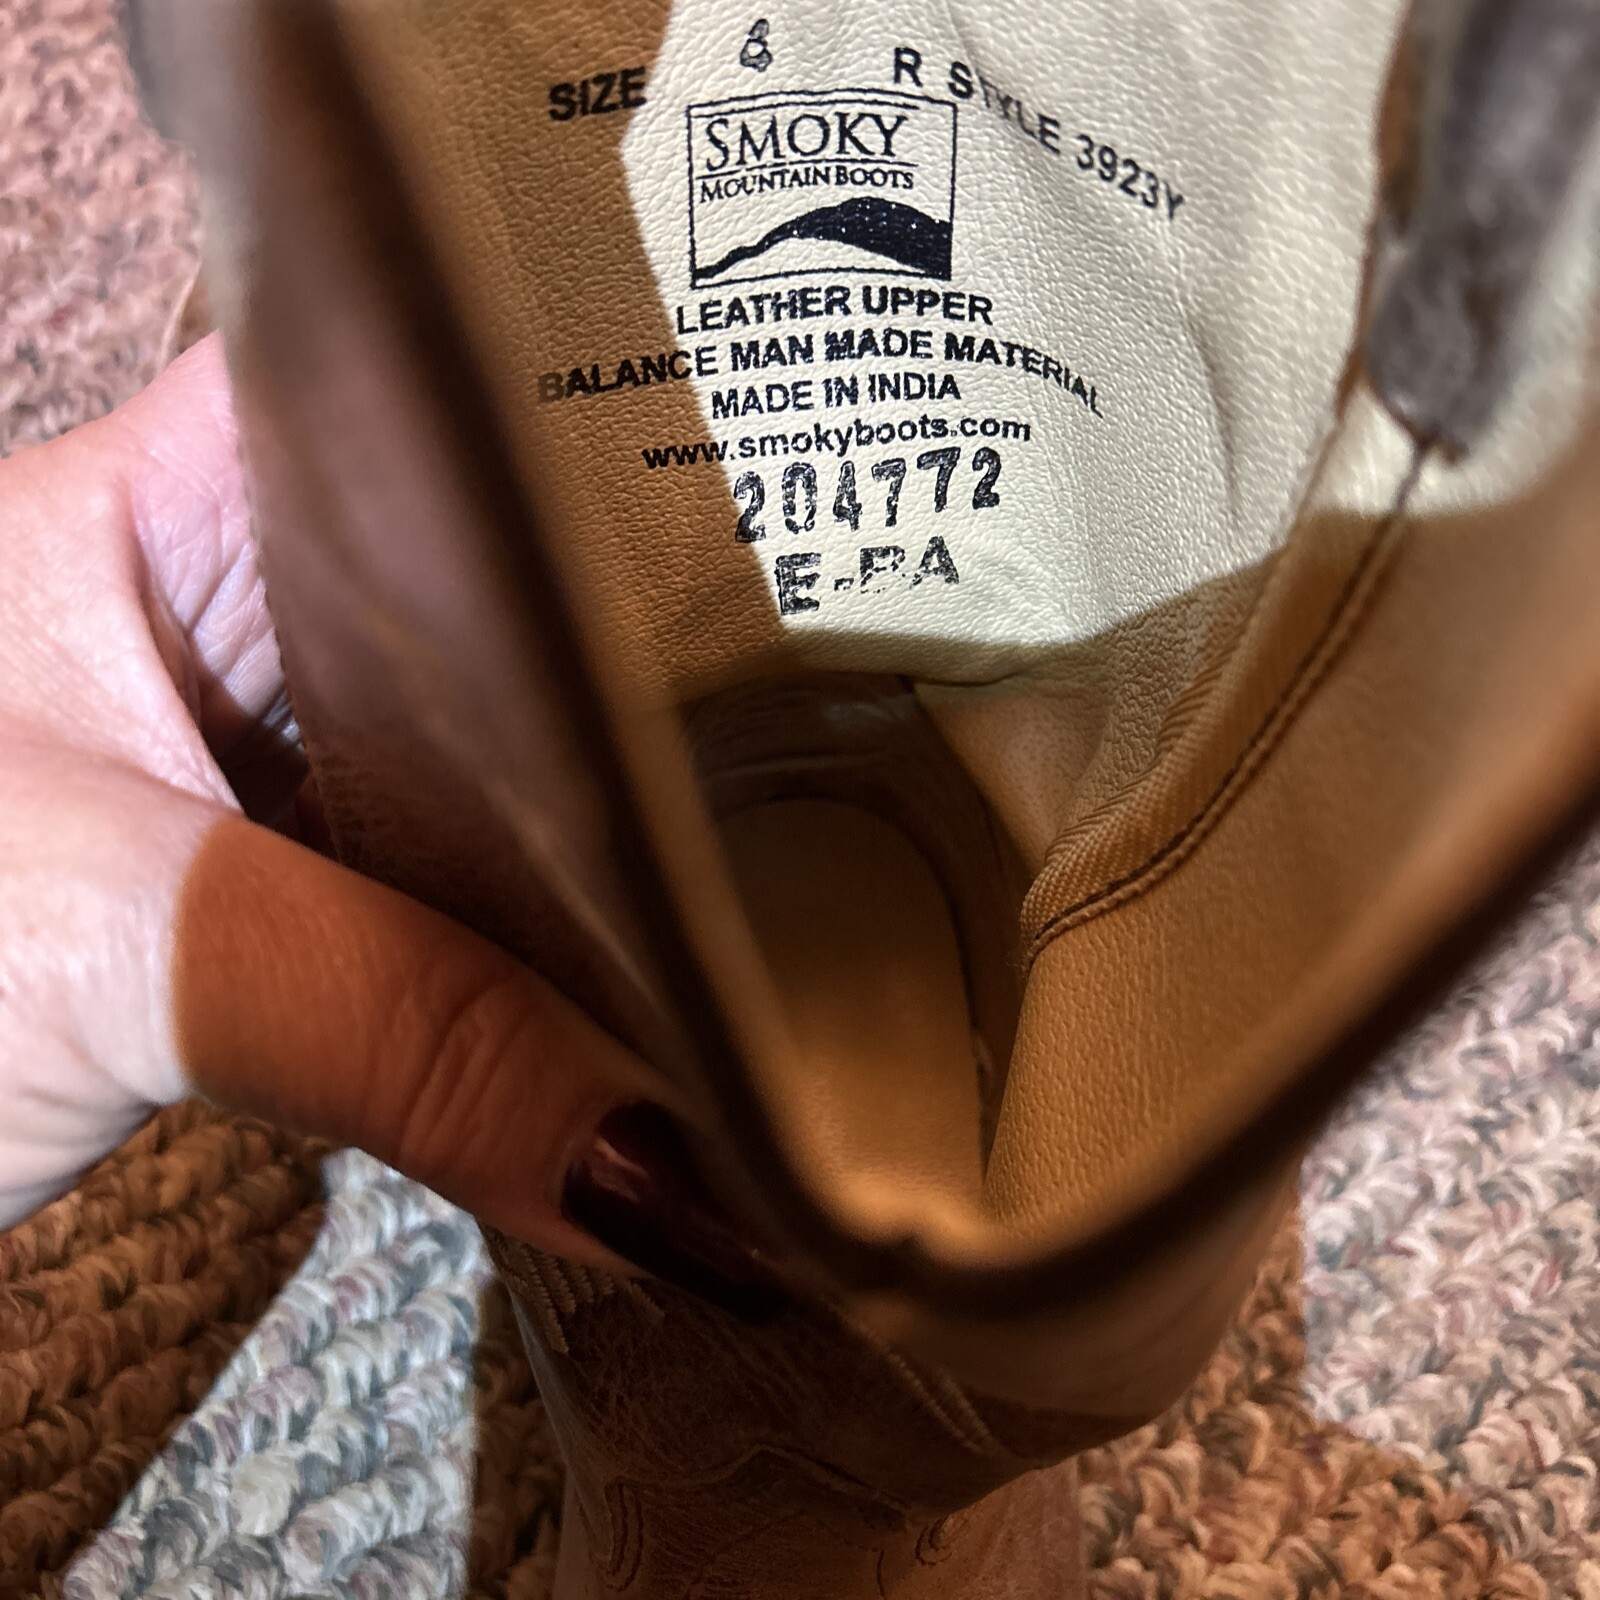 SIZE R STYLE 3923Y
SMOKY
MOUNTAIN BOOTS
LEATHER UPPER
BALANCE MAN MADE MATERIAL
MADE IN INDIA
www.smokyboots.com
204772
E-BA